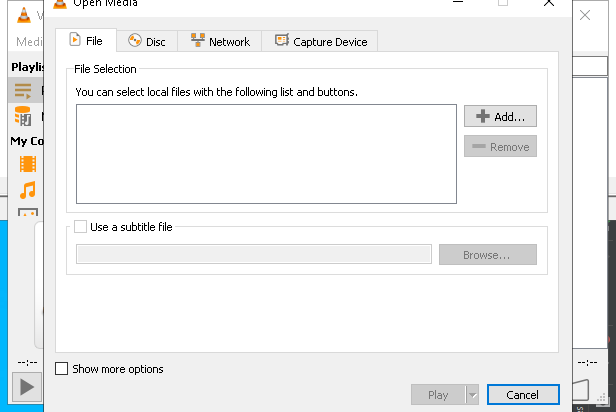 Open Media
Medi
File
Disc
Network
Capture Device
Playlis
File Selection
You can select local files with the following list and buttons.
Add...
Remove
My Co
Use a subtitle file
Browse...
--:--
--:--
Show more options
Play
Cancel